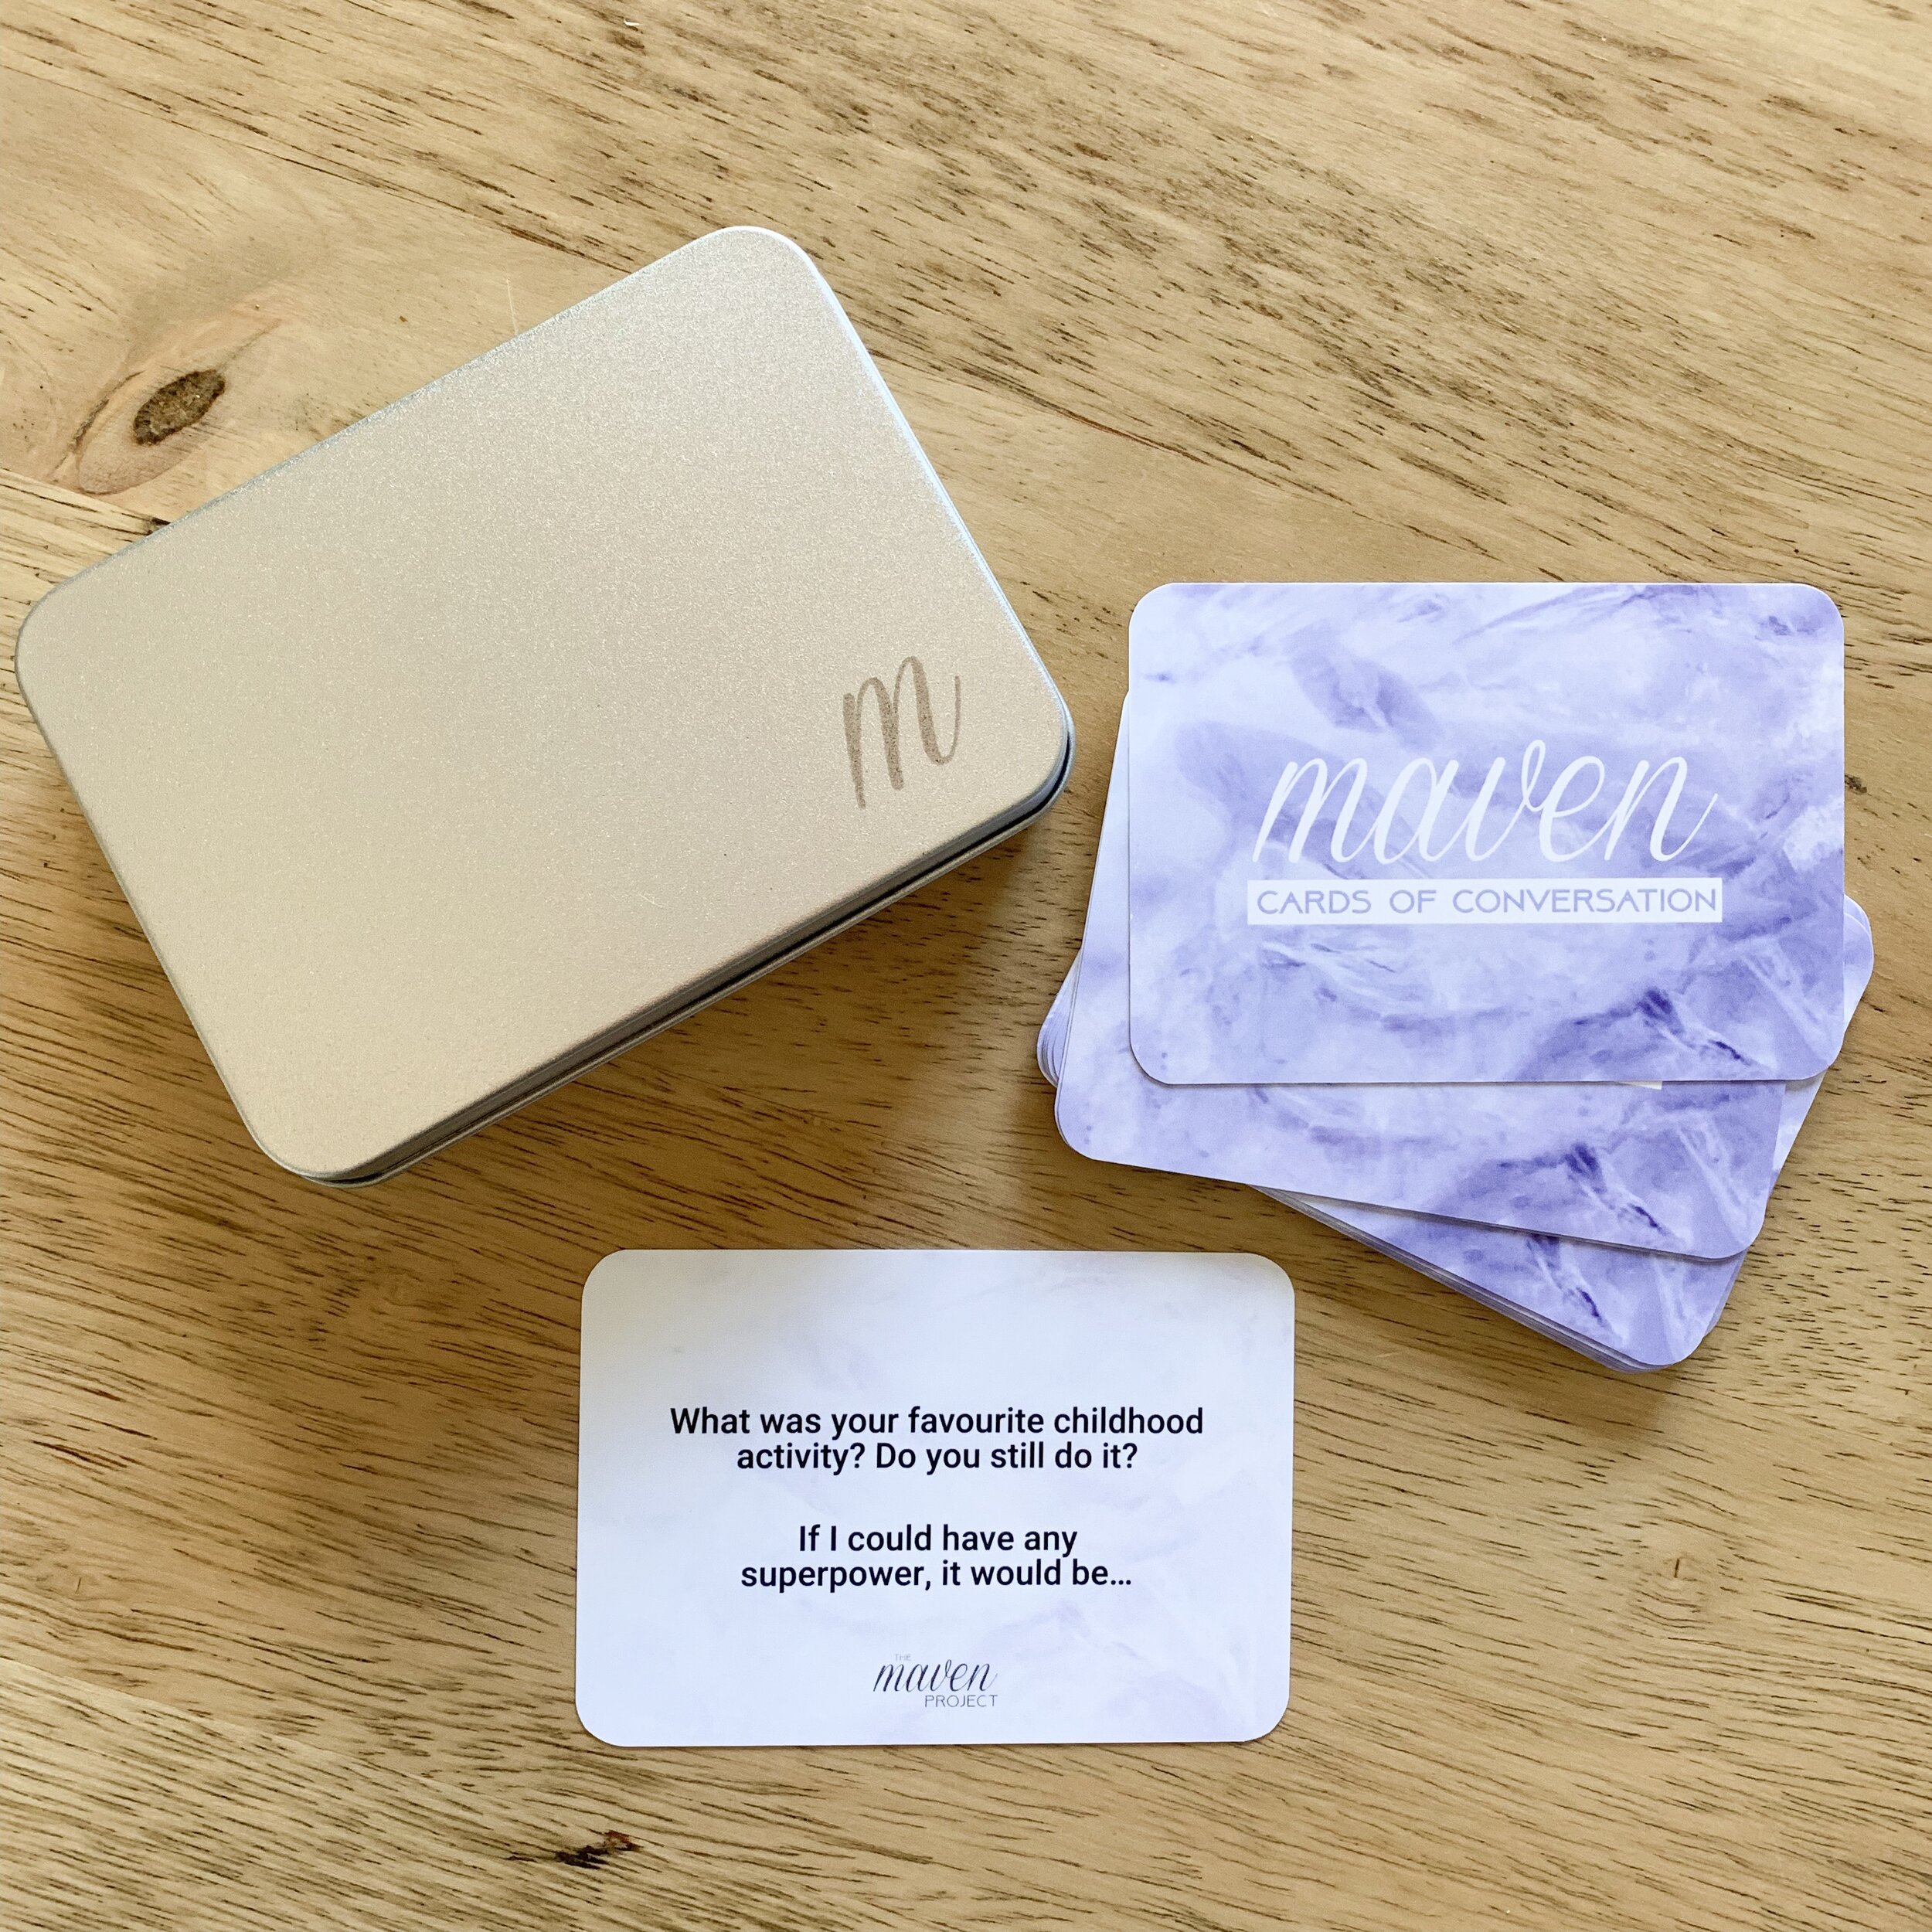 m
maven
CARDS OF CONVERSATION
What was your favourite childhood
activity? Do you still do it?
If I could have any
superpower, it would be...
THE
maven
PROJECT